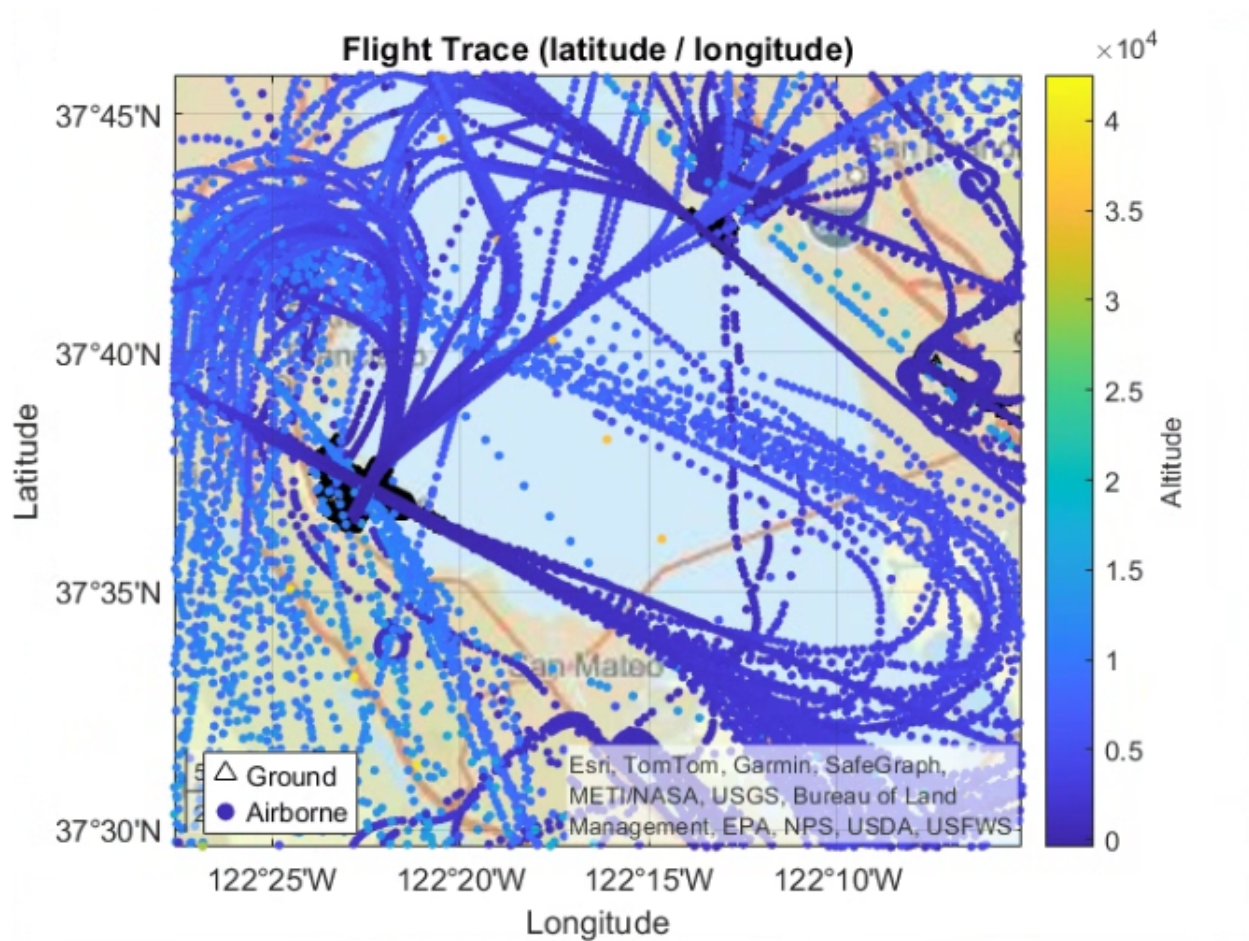 Flight Trace (latitude / longitude)
×10⁴
37°45'N
37°40'N
37°35'N
37°30'N
Latitude
San Mateo
Ground
Airborne
Esri, TomTom, Garmin, SafeGraph,
METI/NASA, USGS, Bureau of Land
Management, EPA, NPS, USDA, USFWS
122°25'W
122°20'W
122°15'W
122°10'W
Longitude
4
3.5
3
2.5
2
1.5
1
0.5
0
Altitude